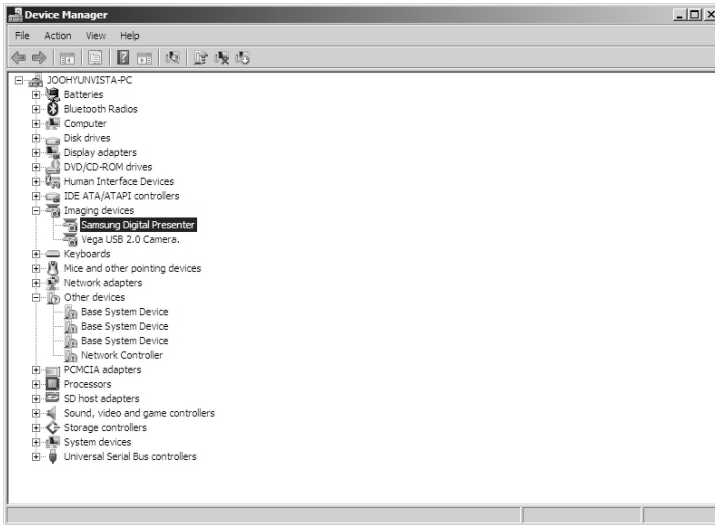 Device Manager
File Action View Help
JOOHYUNVISTA-PC
Batteries
Bluetooth Radios
Computer
Disk drives
Display adapters
DVD/CD-ROM drives
Human Interface Devices
IDE ATA/ATAPI controllers
Imaging devices
Samsung Digital Presenter
Vega USB 2.0 Camera.
Keyboards
Mice and other pointing devices
Network adapters
Other devices
Base System Device
Base System Device
Base System Device
Network Controller
PCMCIA adapters
Processors
SD host adapters
Sound, video and game controllers
Storage controllers
System devices
Universal Serial Bus controllers